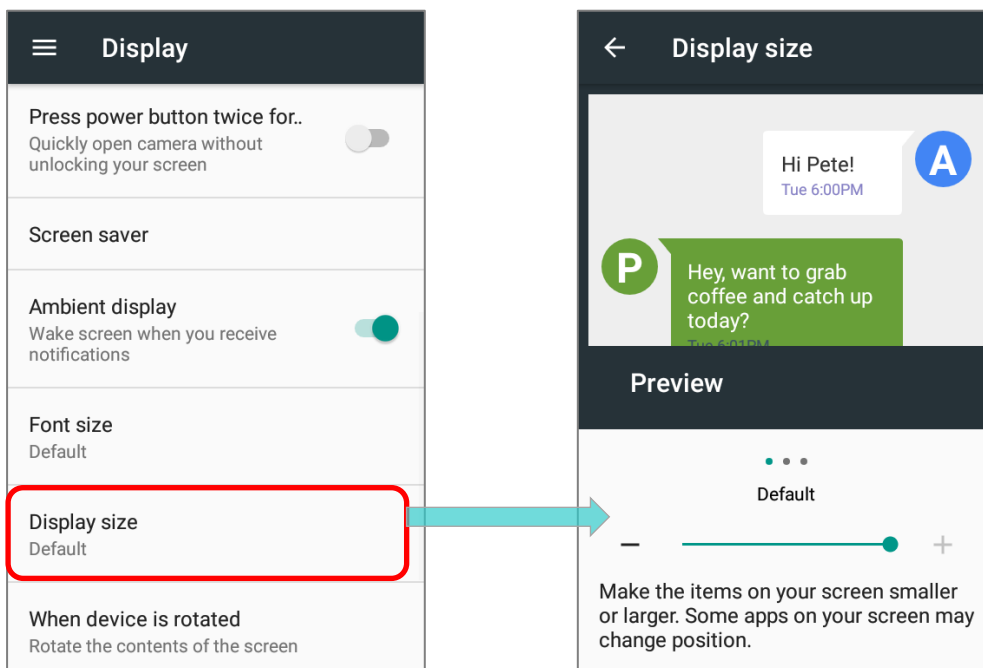 Display
Press power button twice for..
Quickly open camera without
unlocking your screen
Screen saver
Ambient display
Wake screen when you receive
notifications
Font size
Default
Display size
Default
When device is rotated
Rotate the contents of the screen
Display size
Hi Pete!
Tue 6:00PM
A
P
Hey, want to grab
coffee and catch up
today?
Tue 6:01PM
Preview
Default
Make the items on your screen smaller
or larger. Some apps on your screen may
change position.